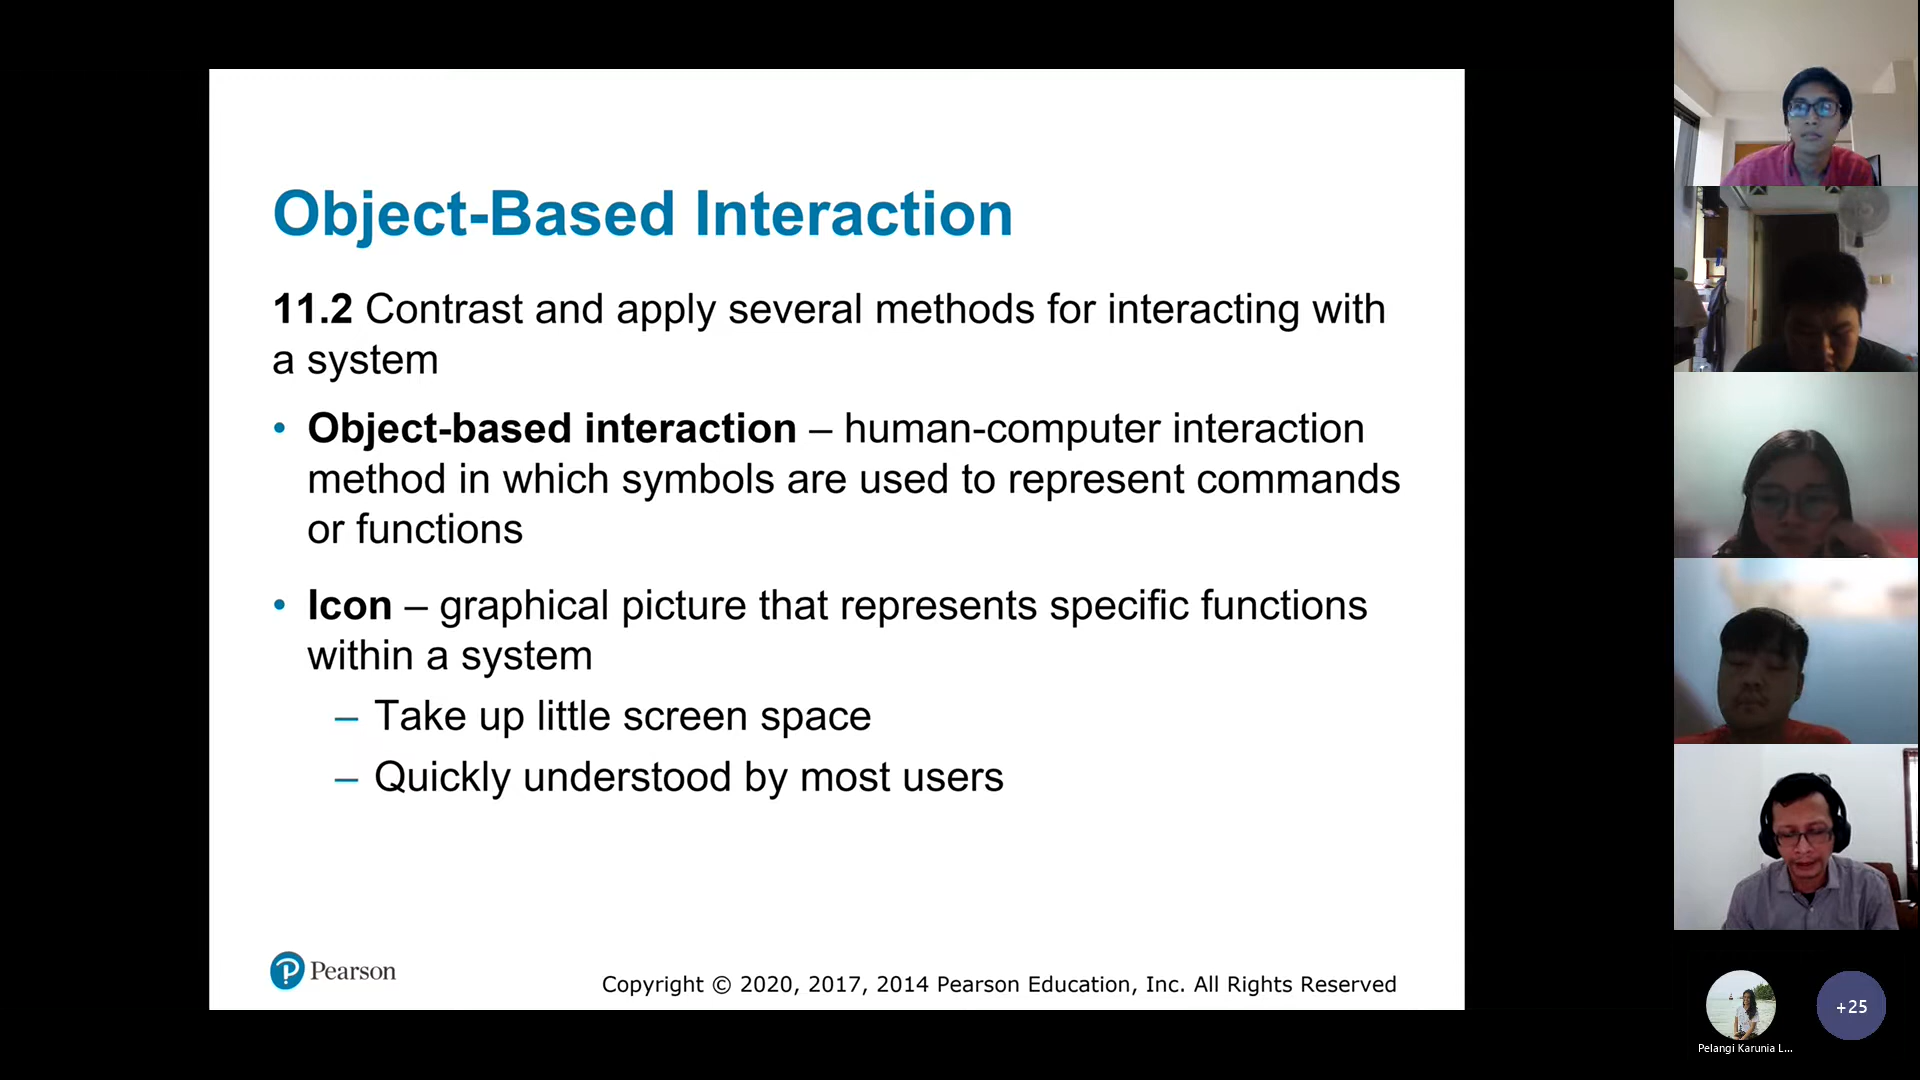 Object-Based Interaction
11.2 Contrast and apply several methods for interacting with
a system
• Object-based interaction – human-computer interaction
method in which symbols are used to represent commands
or functions
• Icon – graphical picture that represents specific functions
within a system
– Take up little screen space
– Quickly understood by most users
Pearson
Copyright © 2020, 2017, 2014 Pearson Education, Inc. All Rights Reserved
+25
Pelangi Karunia L...